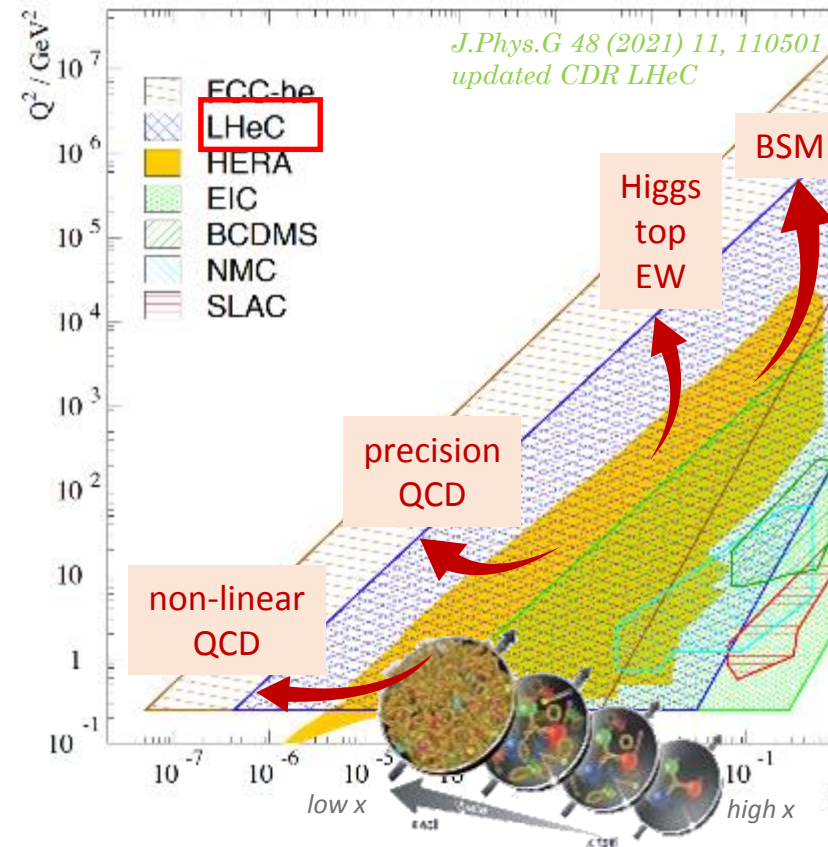 Q² / GeV²
J.Phys.G 48 (2021) 11, 110501
updated CDR LHeC
FCC-he
LHeC
HERA
EIC
BCDMS
NMC
SLAC
BSM
Higgs
top
EW
precision
QCD
non-linear
QCD
10⁷
10⁶
10⁵
10⁴
10³
10²
10
1
10⁻¹
10⁻⁷
10⁻⁶
10⁻⁵
10⁻¹
low x
high x